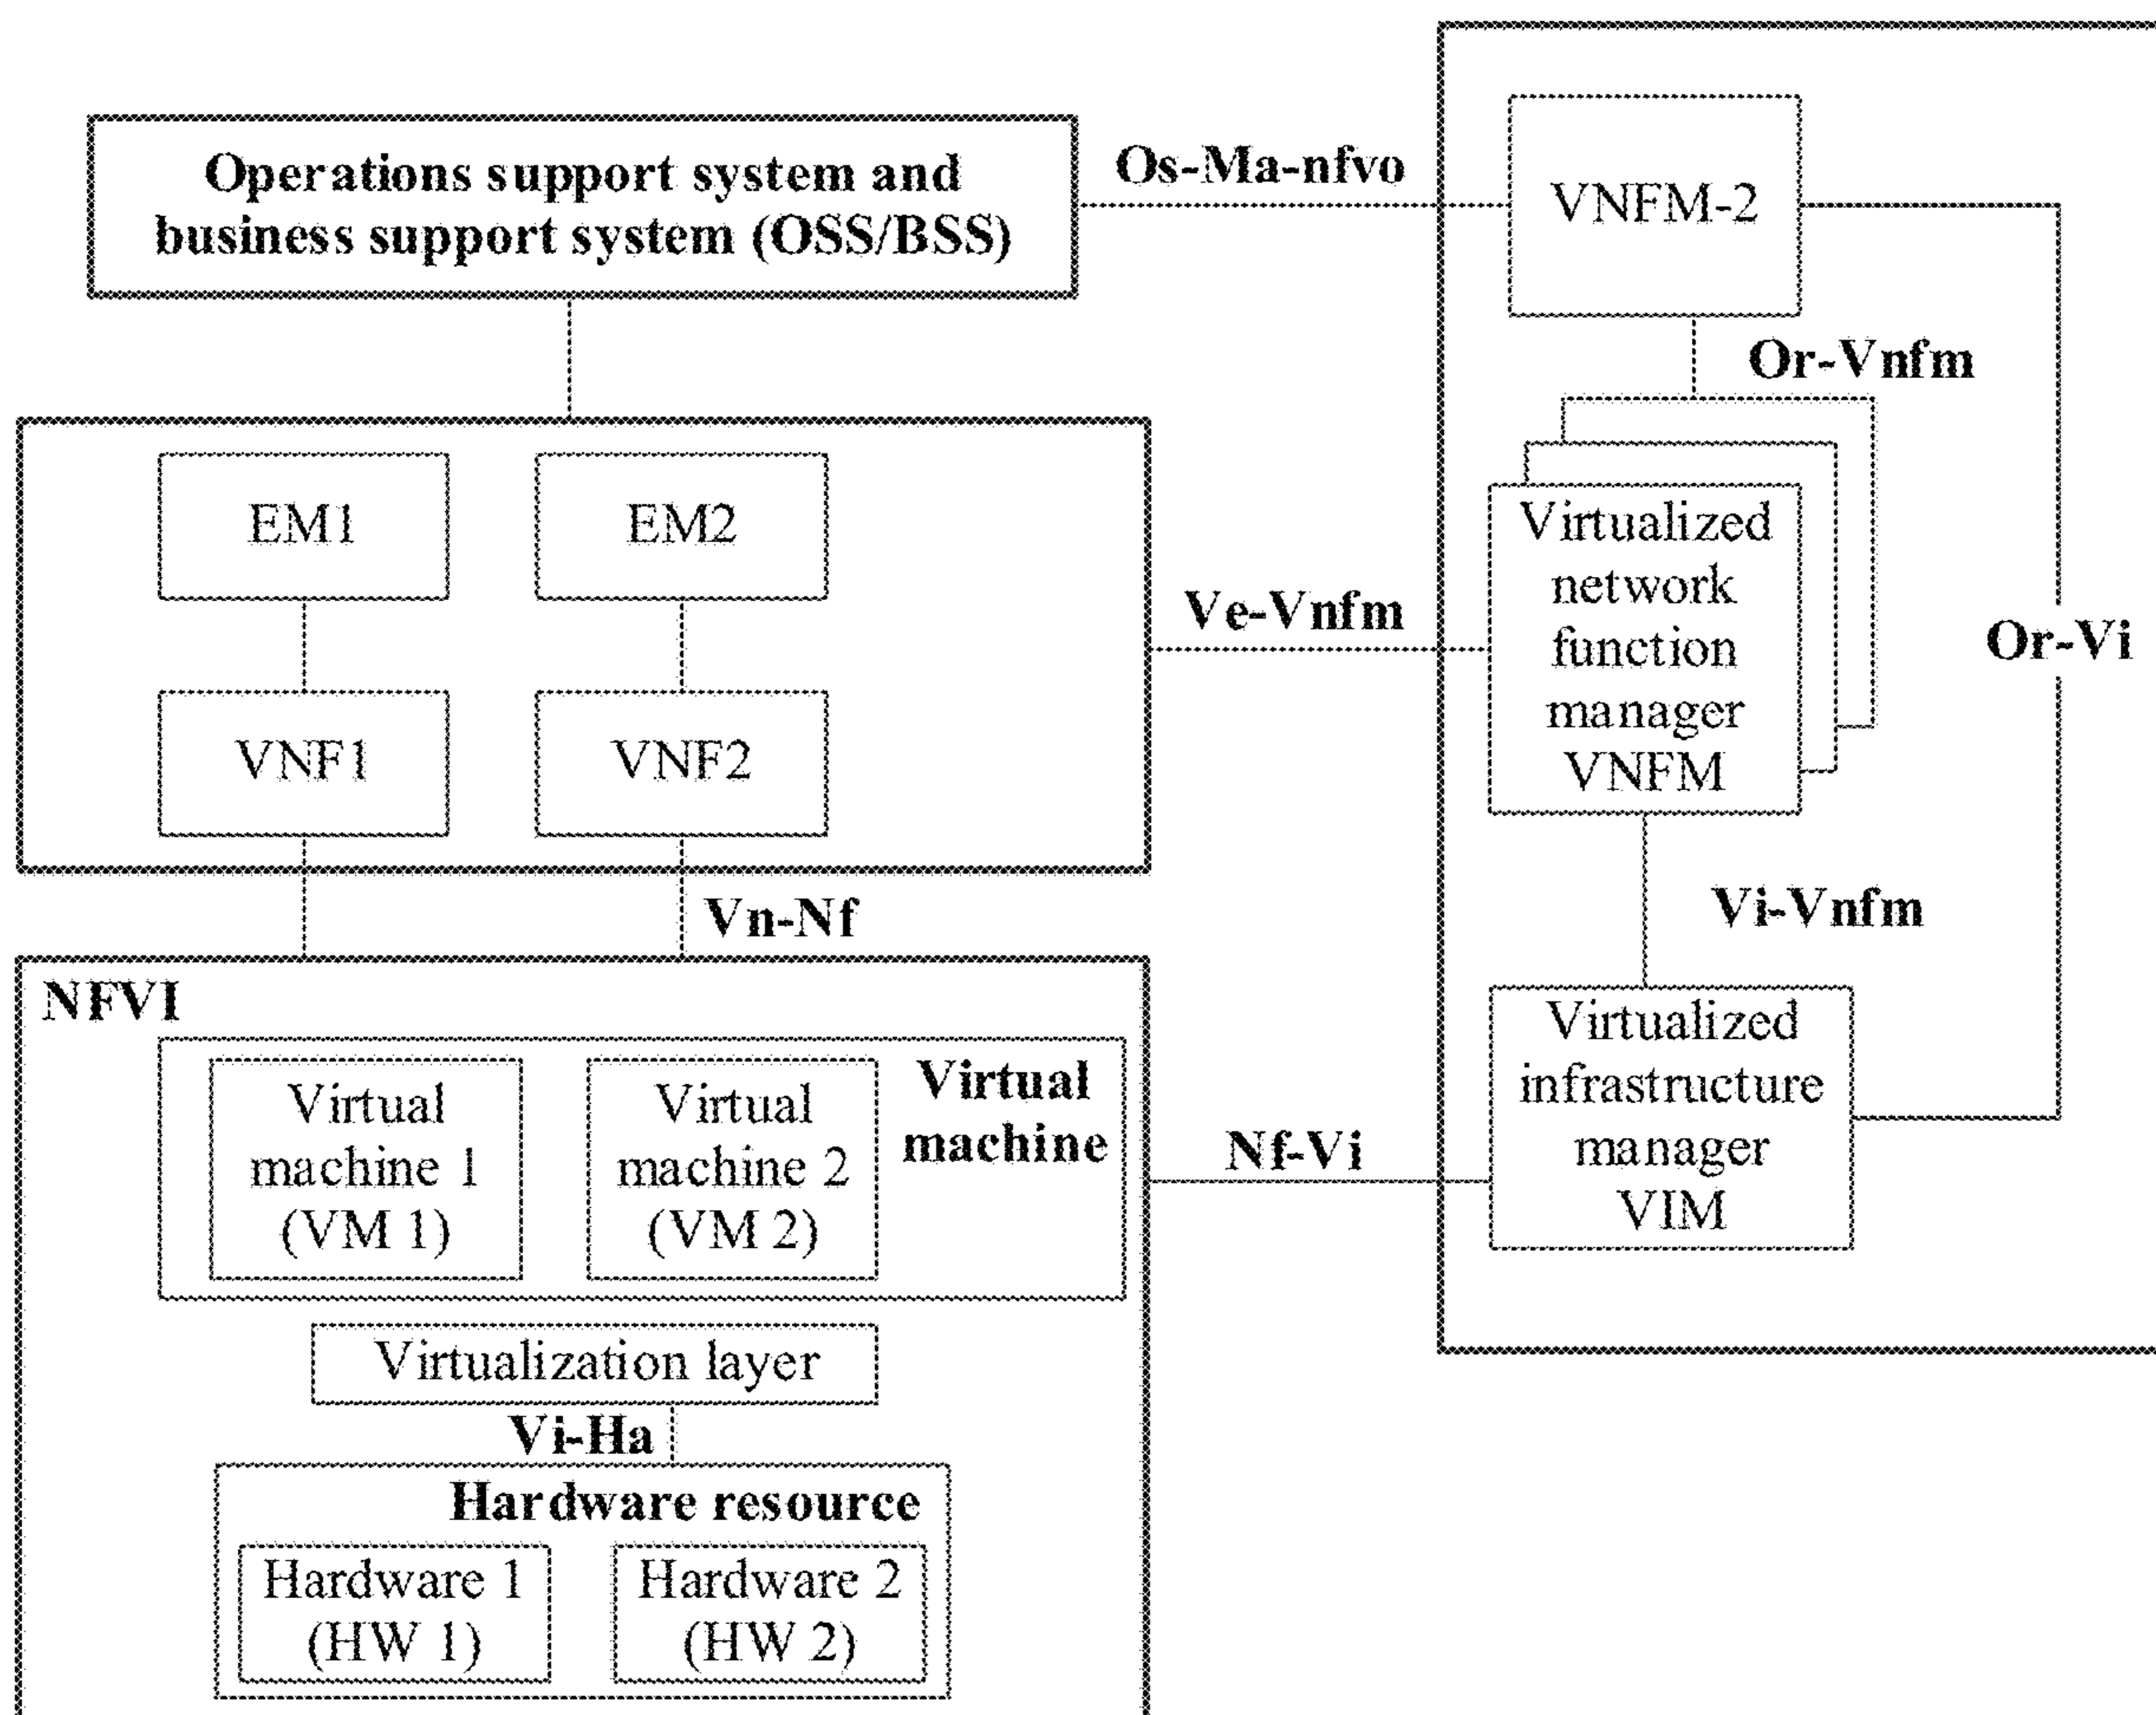 Operations support system and
business support system (OSS/BSS)
Os-Ma-nfvo
VNFM-2
Or-Vnfm
EM1
EM2
Ve-Vnfm
Virtualized
network
function
manager
VNFM
Or-Vi
VNF1
VNF2
Vn-Nf
Vi-Vnfm
NFVI
Virtual
machine 1
(VM 1)
Virtual
machine 2
(VM 2)
Virtual
machine
Nf-Vi
Virtualized
infrastructure
manager
VIM
Virtualization layer
Vi-Ha
Hardware resource
Hardware 1
(HW 1)
Hardware 2
(HW 2)